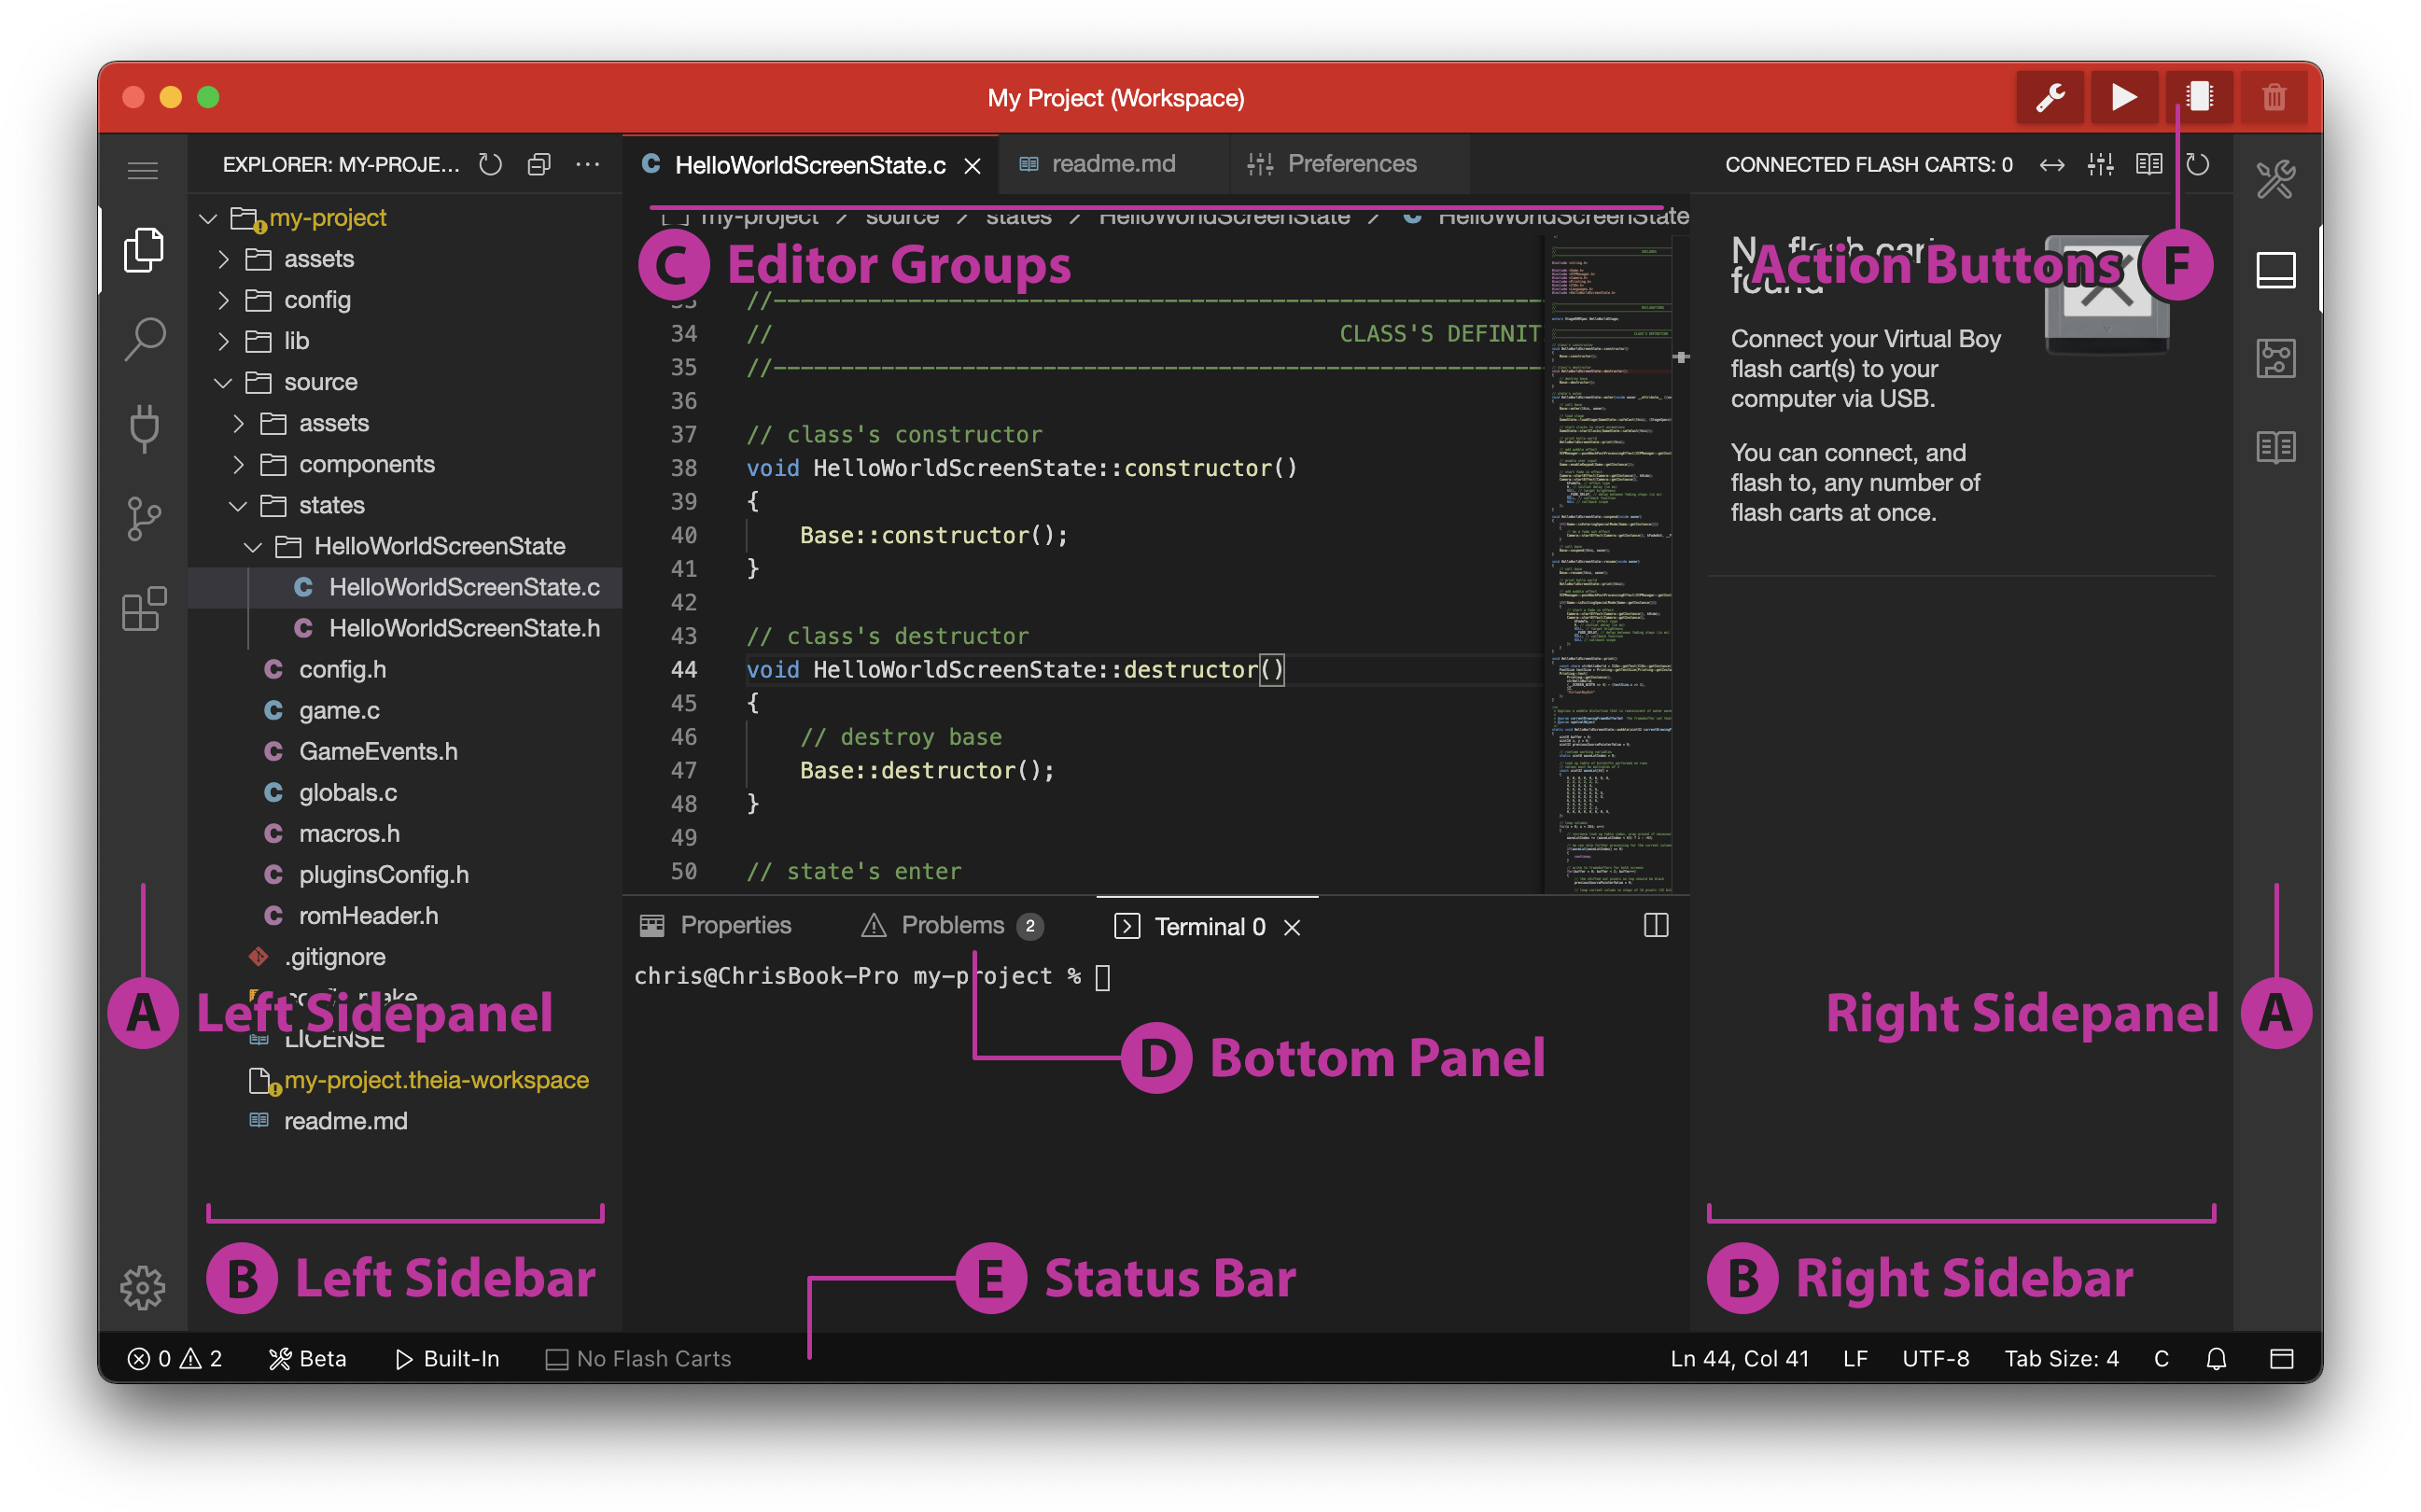 My Project (Workspace)
EXPLORER: MY-PROJE...
my-project
assets
config
lib
source
assets
components
states
HelloWorldScreenState
HelloWorldScreenState.c
HelloWorldScreenState.h
config.h
game.c
GameEvents.h
globals.c
macros.h
pluginsConfig.h
romHeader.h
.gitignore
config.make
LICENSE
my-project.theia-workspace
readme.md
A Left Sidepanel
B Left Sidebar
HelloWorldScreenState.c
readme.md
Preferences
my-project > source > states > HelloWorldScreenState > C HelloWorldScreenState
C Editor Groups
33 //----------------------------------------------------------
34 // CLASS'S DEFINIT
35 //----------------------------------------------------------
36
37 // class's constructor
38 void HelloWorldScreenState::constructor()
39 {
40 Base::constructor();
41 }
42
43 // class's destructor
44 void HelloWorldScreenState::destructor()
45 {
46 // destroy base
47 Base::destructor();
48 }
49
50 // state's enter
Properties
Problems 2
Terminal 0
chris@ChrisBook-Pro my-project %
D Bottom Panel
E Status Bar
CONNECTED FLASH CARTS: 0
No flash carts
found
Action Buttons F
Connect your Virtual Boy
flash cart(s) to your
computer via USB.
You can connect, and
flash to, any number of
flash carts at once.
Right Sidepanel A
B Right Sidebar
0 2 Beta Built-In No Flash Carts
Ln 44, Col 41 LF UTF-8 Tab Size: 4 C